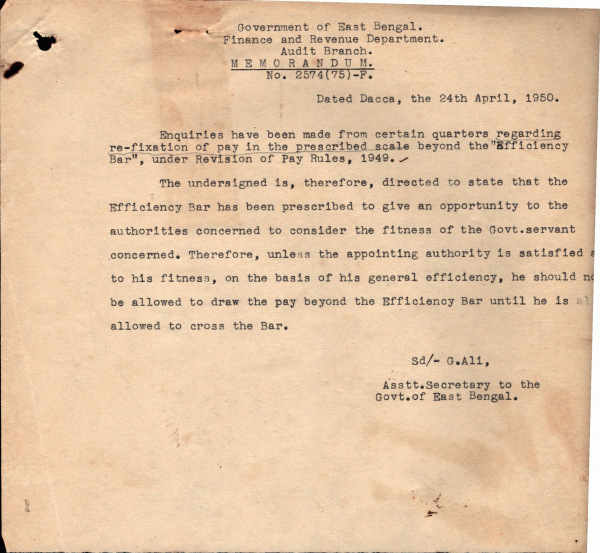 Government of East Bengal.
Finance and Revenue Department.
Audit Branch.
MEMORANDUM.
No. 2574(75)-F.
Dated Dacca, the 24th April, 1950.
Enquiries have been made from certain quarters regarding
re-fixation of pay in the prescribed scale beyond the"Efficiency
Bar", under Revision of Pay Rules, 1949.
The undersigned is, therefore, directed to state that the
Efficiency Bar has been prescribed to give an opportunity to the
authorities concerned to consider the fitness of the Govt.servant
concerned. Therefore, unless the appointing authority is satisfied
to his fitness, on the basis of his general efficiency, he should
be allowed to draw the pay beyond the Efficiency Bar until he is
allowed to cross the Bar.
Sd/- G.Ali,
Asstt.Secretary to the
Govt.of East Bengal.